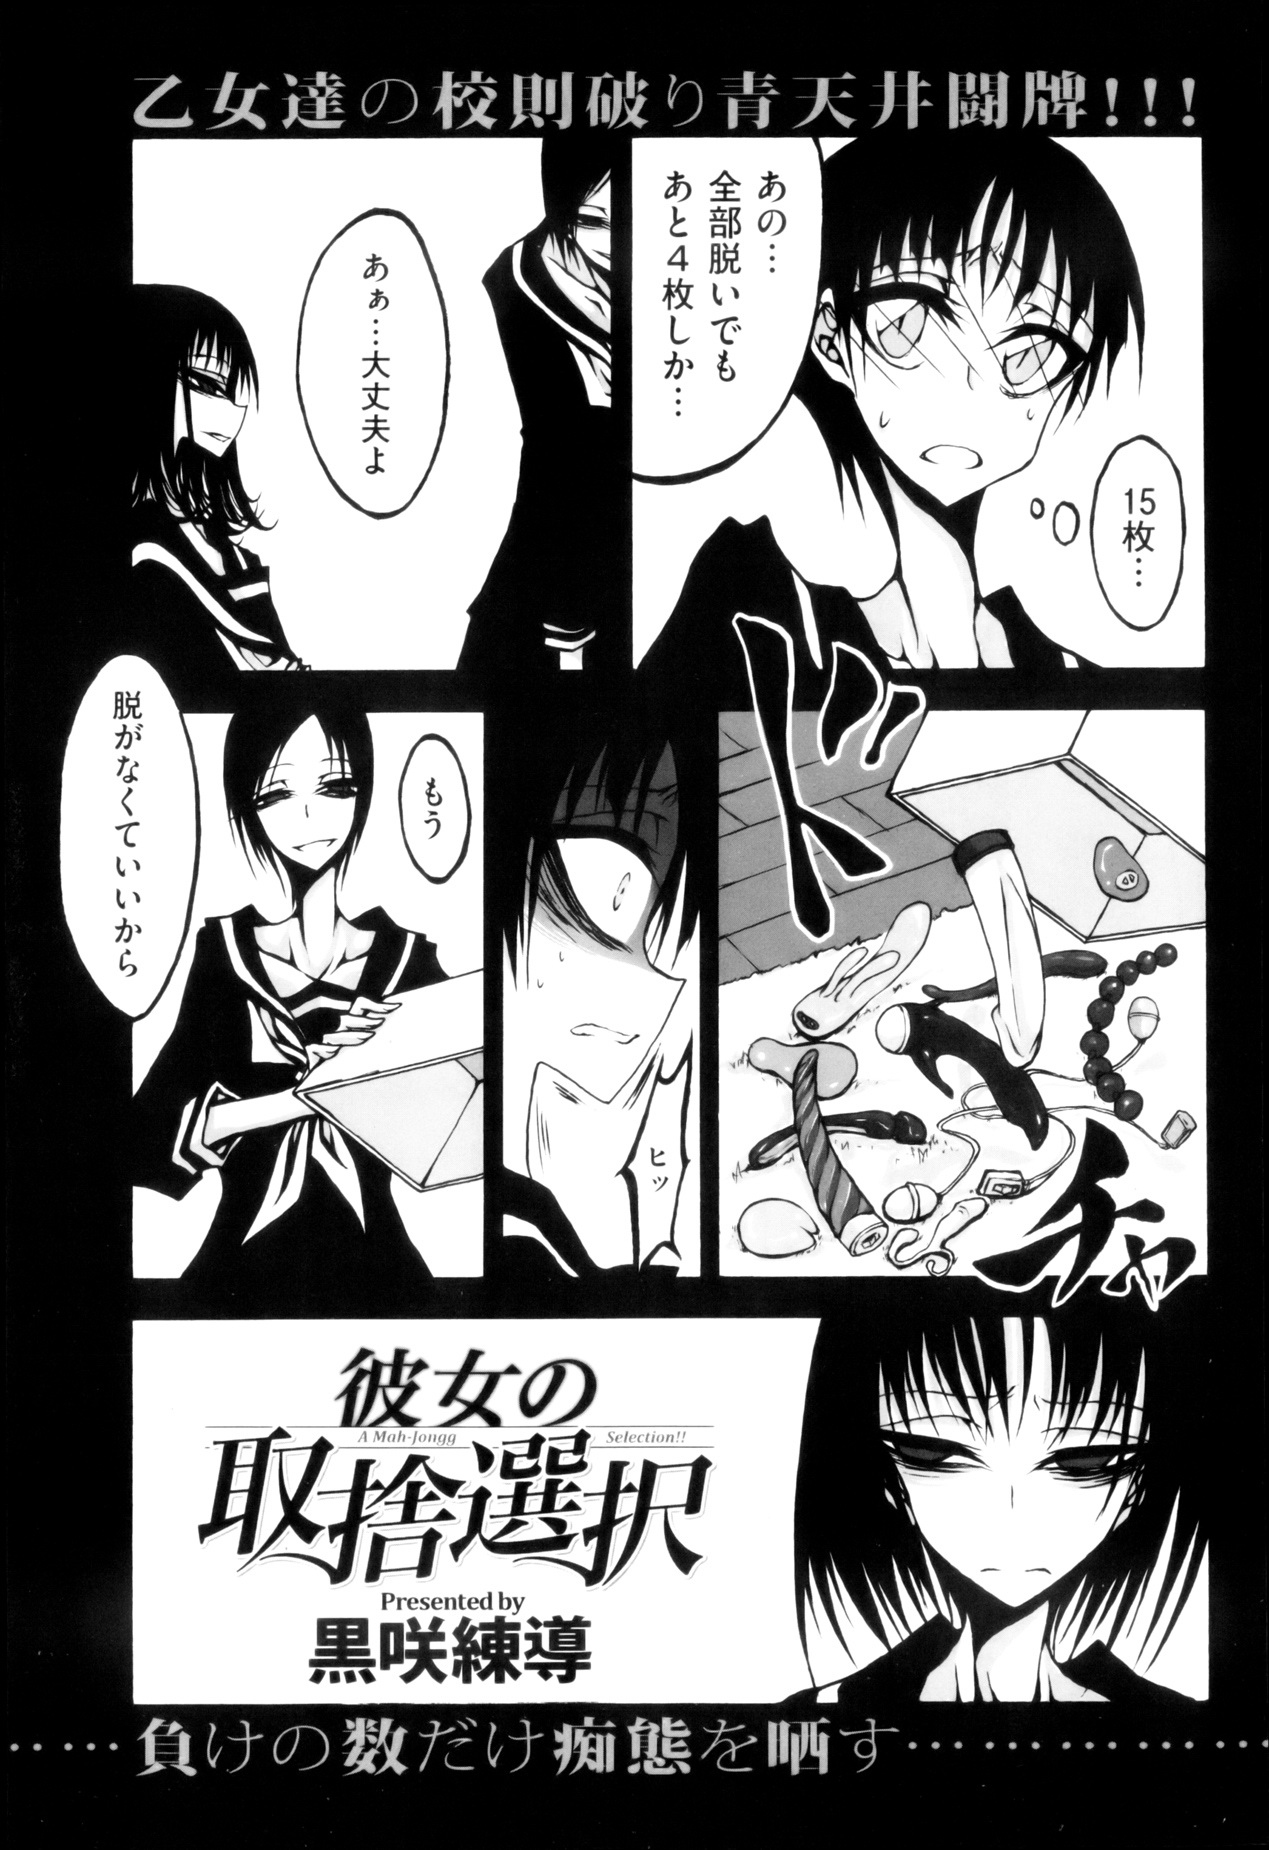 乙女達の校則破り青天井闘牌!!!
15
枚…
あの…
全部脱いでも
あと4枚しか…
あぁ…大丈夫よ
ドザ
チャ
ヒッ
もう
脱がなくていいから
彼女の
A Mah-Jongg Selection!!
取捨選択
Presented by
黒咲練導
……負けの数だけ痴態を晒す………………